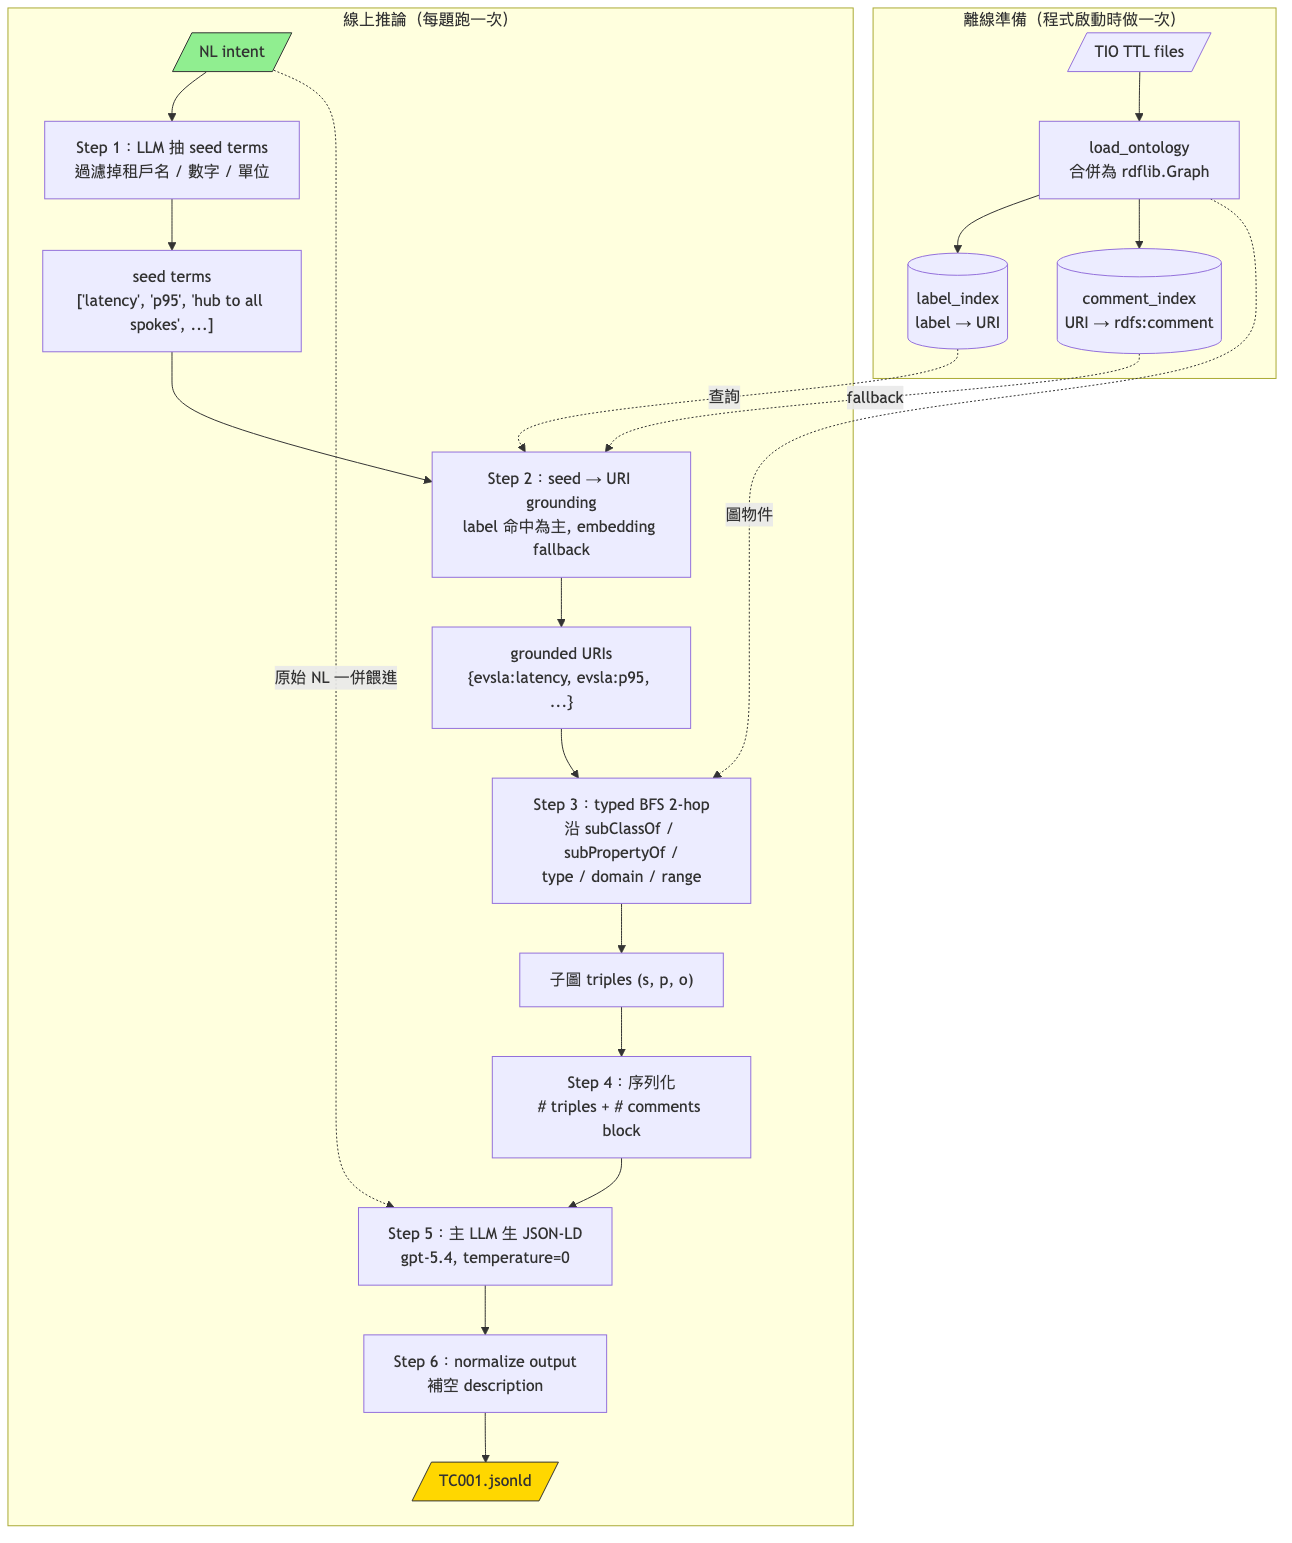 線上推論（每題跑一次）
NL intent
Step 1：LLM 抽 seed terms
過濾掉租戶名 / 數字 / 單位
seed terms
['latency', 'p95', 'hub to all
spokes', ...]
離線準備（程式啟動時做一次）
TIO TTL files
load_ontology
合併為 rdflib.Graph
label_index
label → URI
comment_index
URI → rdfs:comment
查詢
fallback
圖物件
原始 NL 一併餵進
Step 2：seed → URI
grounding
label 命中為主, embedding
fallback
grounded URIs
{evsla:latency, evsla:p95,
...}
Step 3：typed BFS 2-hop
沿 subClassOf /
subPropertyOf /
type / domain / range
子圖 triples (s, p, o)
Step 4：序列化
# triples + # comments
block
Step 5：主 LLM 生 JSON-LD
gpt-5.4, temperature=0
Step 6：normalize output
補空 description
TC001.jsonld